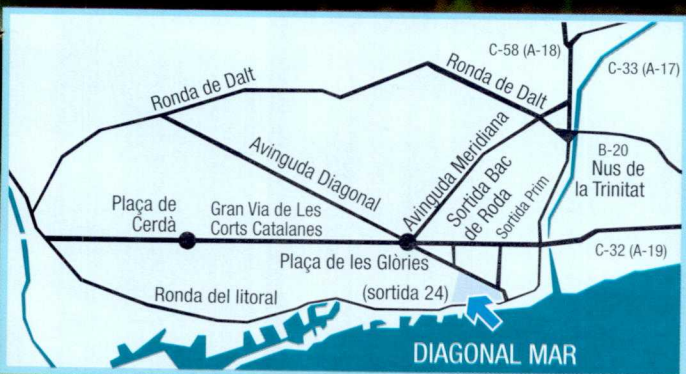 C-58 (A-18)
C-33 (A-17)
Ronda de Dalt
Ronda de Dalt
Avinguda Meridiana
B-20
Nus de
la Trinitat
Avinguda Diagonal
Sortida Bac
de Roda
Sortida Prim
Plaça de
Cerdà
Gran Via de Les
Corts Catalanes
Plaça de les Glòries
C-32 (A-19)
Ronda del litoral
(sortida 24)
DIAGONAL MAR